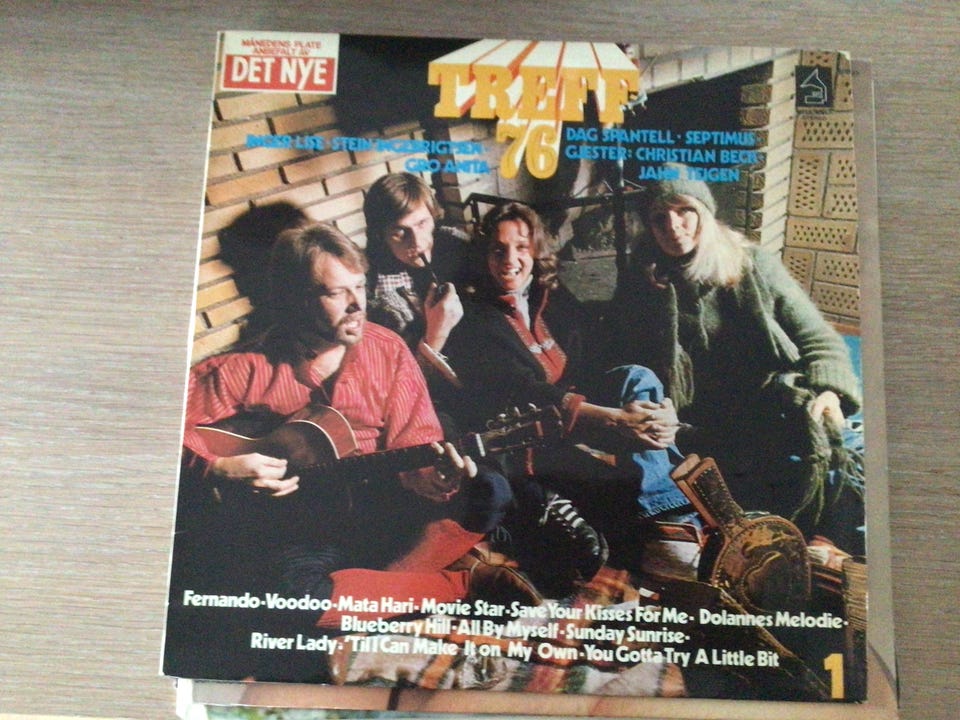 MÅNEDENS PLATE
ANBEFALT AV
DET NYE
TREFF
76
INGER LISE · STEIN INGEBRIGTSEN ·
GRO ANITA
DAG SPANTELL · SEPTIMUS
GJESTER: CHRISTIAN BECK
JAHN TEIGEN
Fernando · Voodoo · Mata Hari · Movie Star · Save Your Kisses For Me · Dolannes Melodie ·
Blueberry Hill · All By Myself · Sunday Sunrise ·
River Lady · 'Til I Can Make It on My Own · You Gotta Try A Little Bit
1